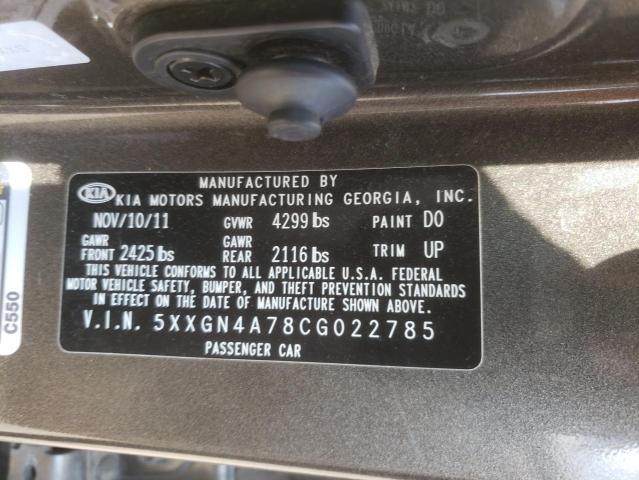 MANUFACTURED BY
KIA KIA MOTORS MANUFACTURING GEORGIA, INC.
NOV/10/11 GVWR 4299 lbs PAINT D0
GAWR FRONT 2425 lbs GAWR REAR 2116 lbs TRIM UP
THIS VEHICLE CONFORMS TO ALL APPLICABLE U.S.A. FEDERAL
MOTOR VEHICLE SAFETY, BUMPER, AND THEFT PREVENTION STANDARDS
IN EFFECT ON THE DATE OF MANUFACTURE SHOWN ABOVE.
V.I.N. 5XXGN4A78CG022785
PASSENGER CAR
C550